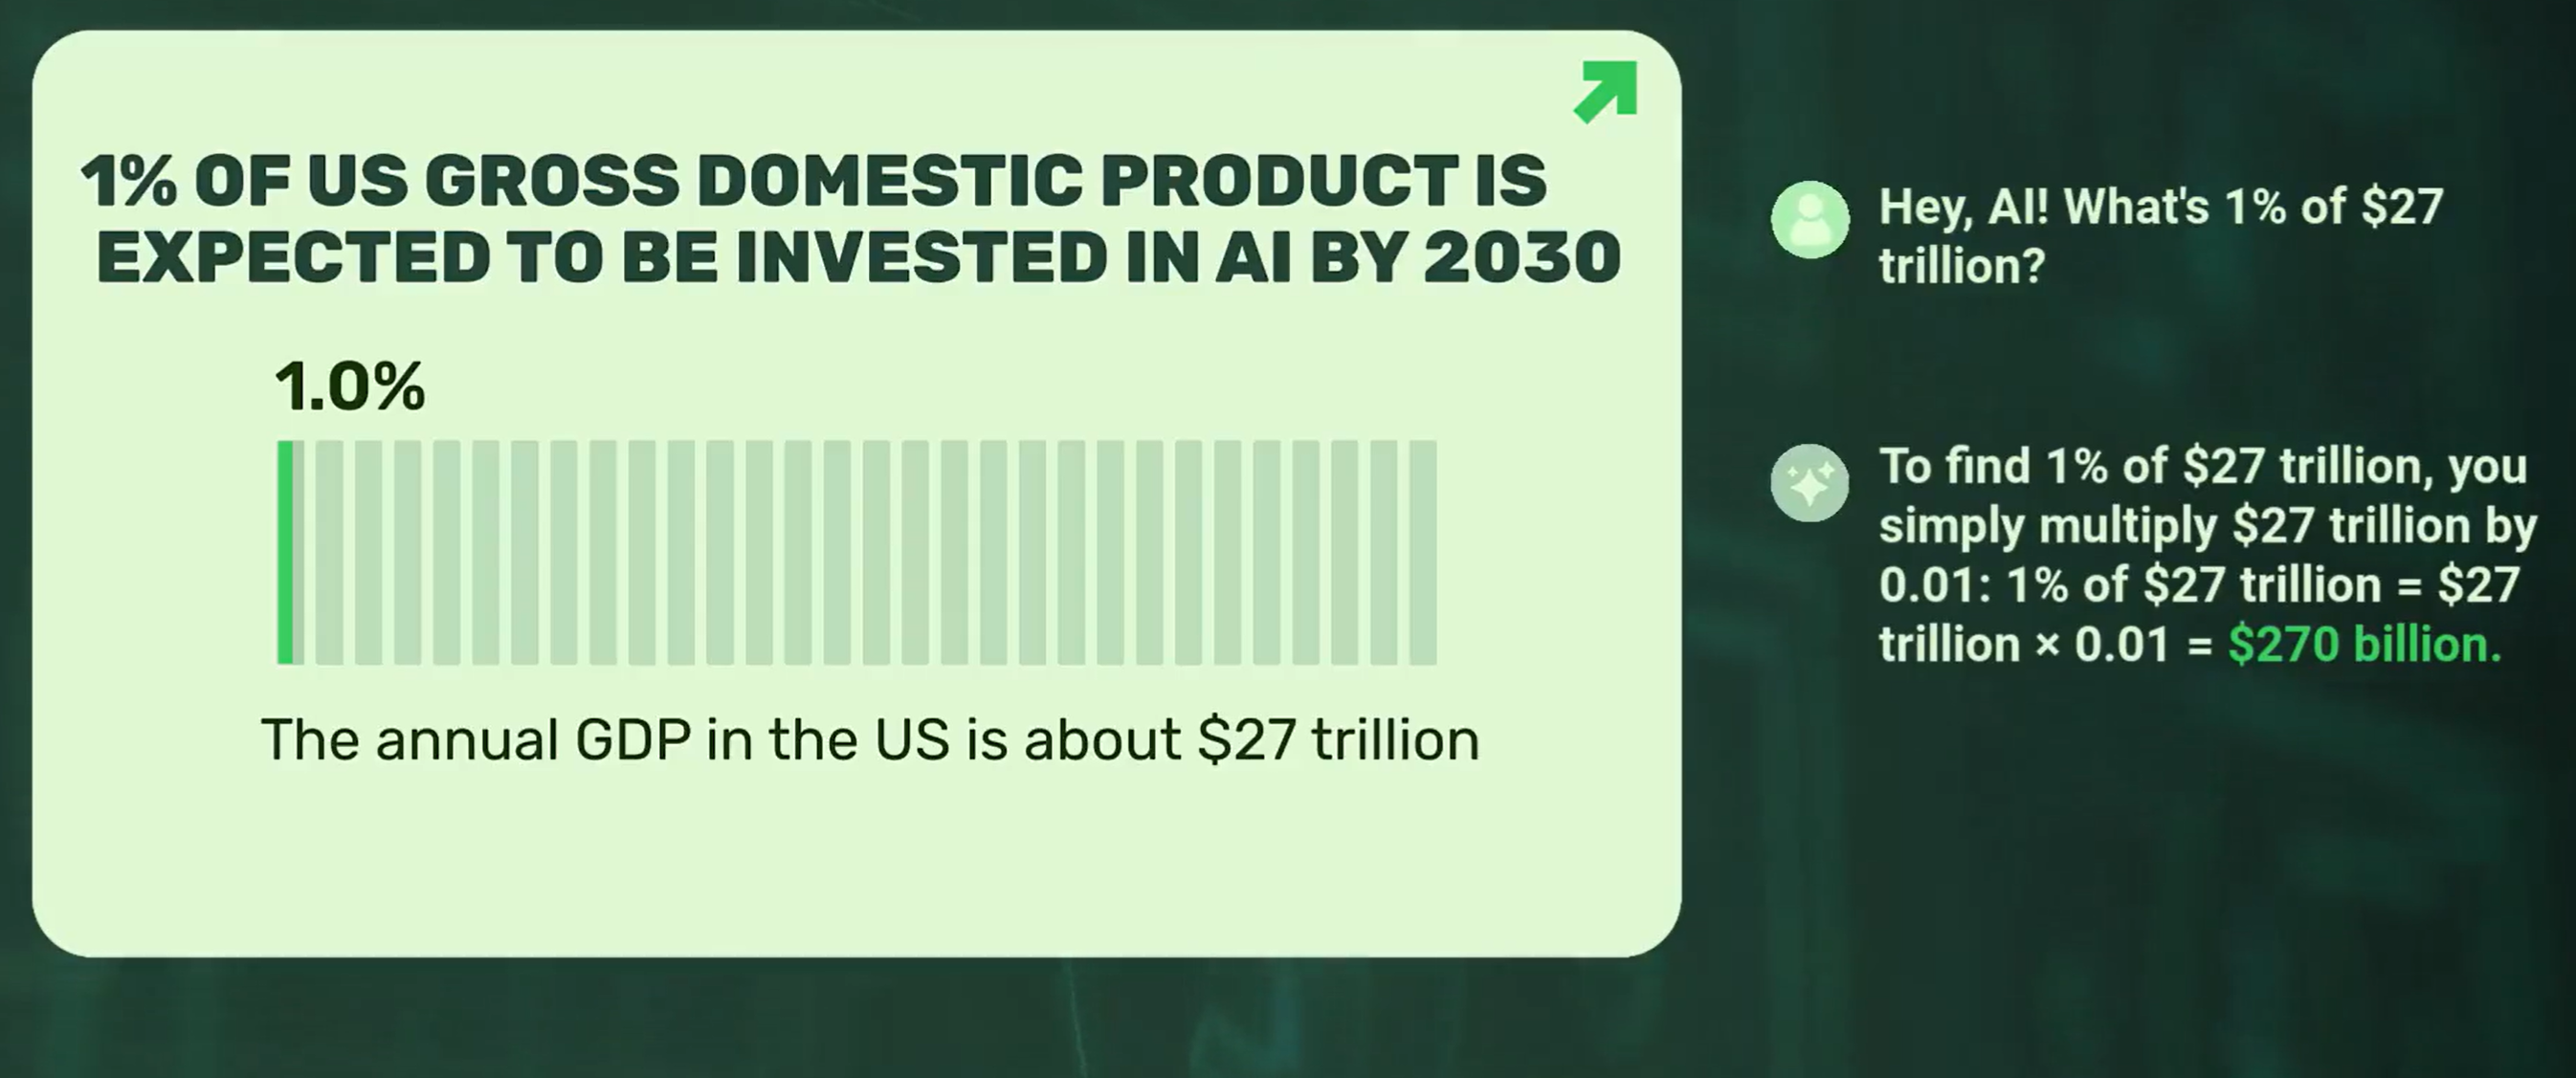 1% OF US GROSS DOMESTIC PRODUCT IS
EXPECTED TO BE INVESTED IN AI BY 2030
1.0%
The annual GDP in the US is about $27 trillion
Hey, AI! What's 1% of $27
trillion?
To find 1% of $27 trillion, you
simply multiply $27 trillion by
0.01: 1% of $27 trillion = $27
trillion × 0.01 = $270 billion.